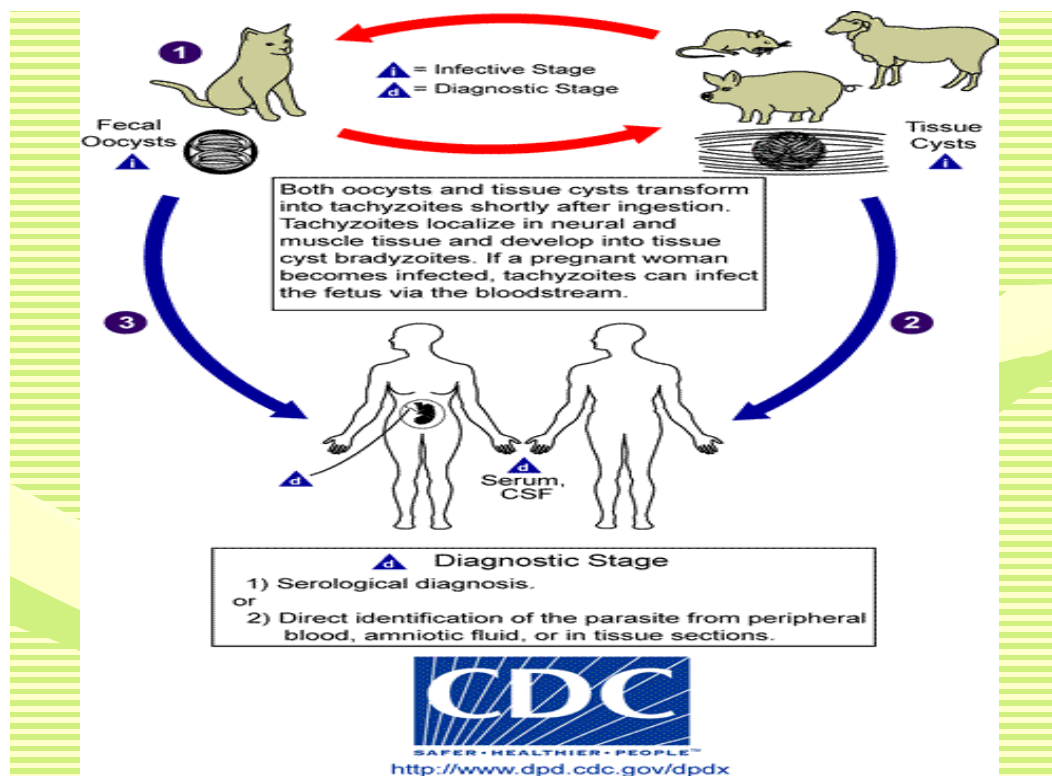 1
i = Infective Stage
d = Diagnostic Stage
Fecal
Oocysts
i
Tissue
Cysts
i
Both oocysts and tissue cysts transform
into tachyzoites shortly after ingestion.
Tachyzoites localize in neural and
muscle tissue and develop into tissue
cyst bradyzoites. If a pregnant woman
becomes infected, tachyzoites can infect
the fetus via the bloodstream.
3
2
d
d
Serum,
CSF
d Diagnostic Stage
1) Serological diagnosis.
or
2) Direct identification of the parasite from peripheral
blood, amniotic fluid, or in tissue sections.
CDC
SAFER • HEALTHIER • PEOPLE™
http://www.dpd.cdc.gov/dpdx